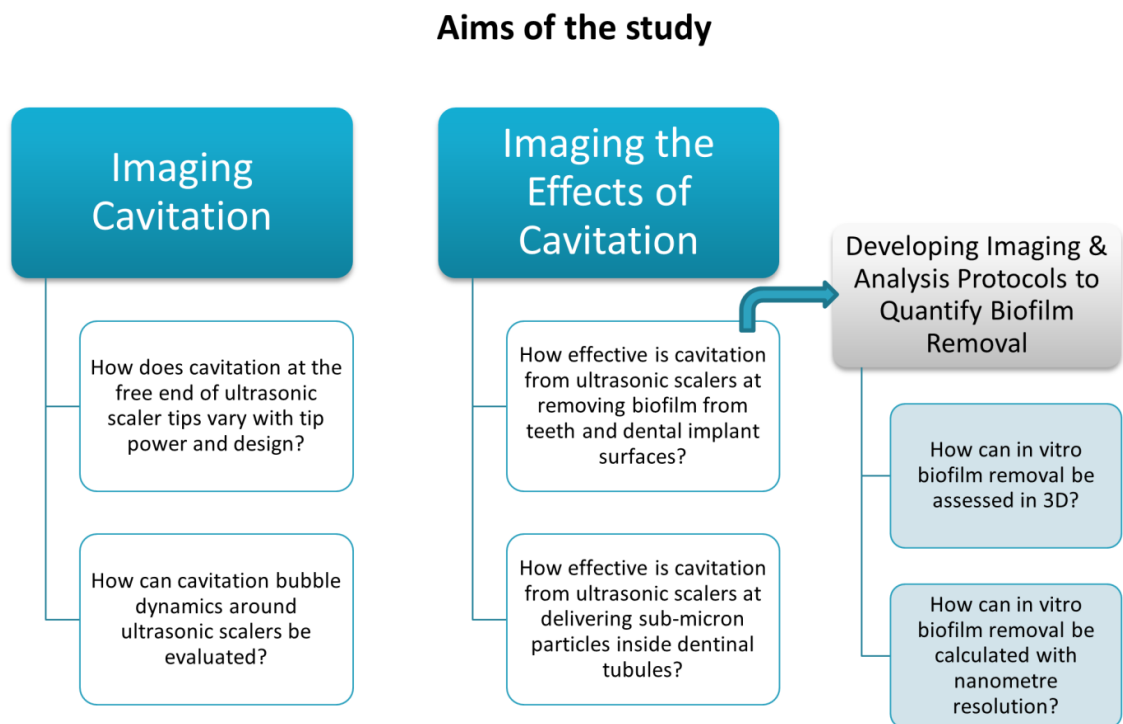 Aims of the study
Imaging
Cavitation
How does cavitation at the
free end of ultrasonic
scaler tips vary with tip
power and design?
How can cavitation bubble
dynamics around
ultrasonic scalers be
evaluated?
Imaging the
Effects of
Cavitation
How effective is cavitation
from ultrasonic scalers at
removing biofilm from
teeth and dental implant
surfaces?
How effective is cavitation
from ultrasonic scalers at
delivering sub-micron
particles inside dentinal
tubules?
Developing Imaging &
Analysis Protocols to
Quantify Biofilm
Removal
How can in vitro
biofilm removal be
assessed in 3D?
How can in vitro
biofilm removal be
calculated with
nanometre
resolution?